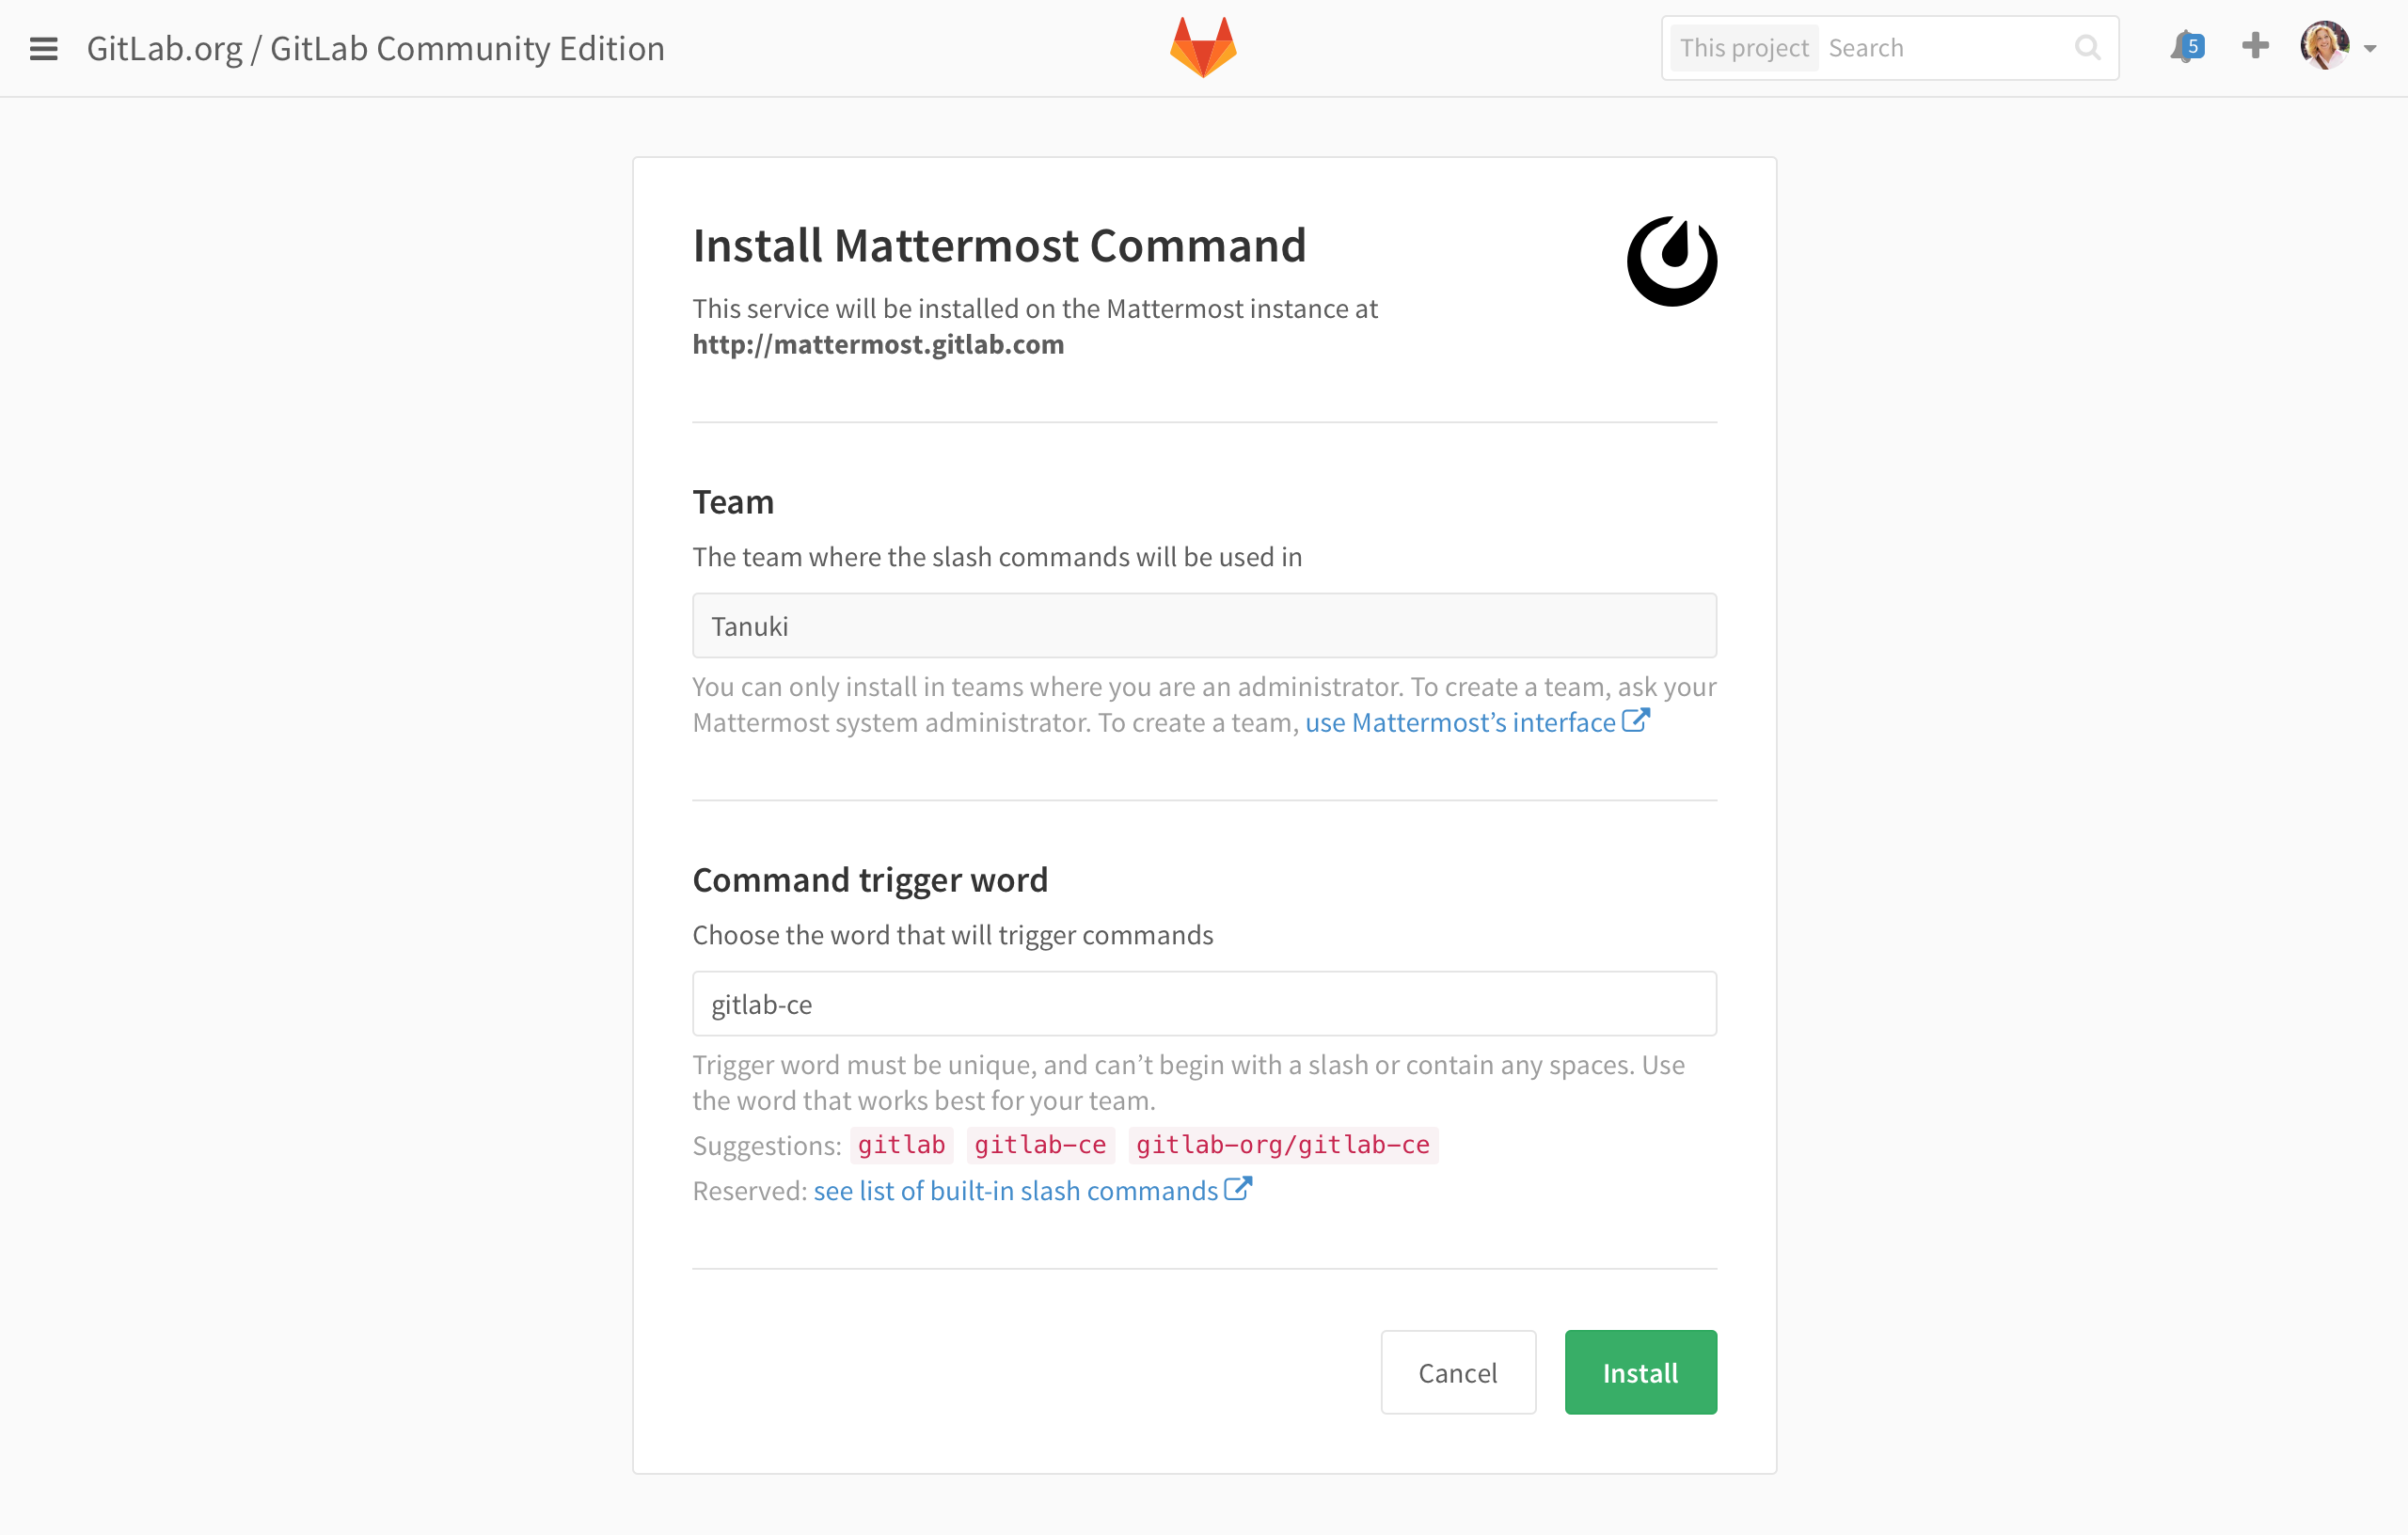 GitLab.org / GitLab Community Edition
This project Search
5
Install Mattermost Command
This service will be installed on the Mattermost instance at
http://mattermost.gitlab.com
Team
The team where the slash commands will be used in
Tanuki
You can only install in teams where you are an administrator. To create a team, ask your
Mattermost system administrator. To create a team, use Mattermost’s interface
Command trigger word
Choose the word that will trigger commands
gitlab-ce
Trigger word must be unique, and can’t begin with a slash or contain any spaces. Use
the word that works best for your team.
Suggestions: gitlab gitlab-ce gitlab-org/gitlab-ce
Reserved: see list of built-in slash commands
Cancel Install